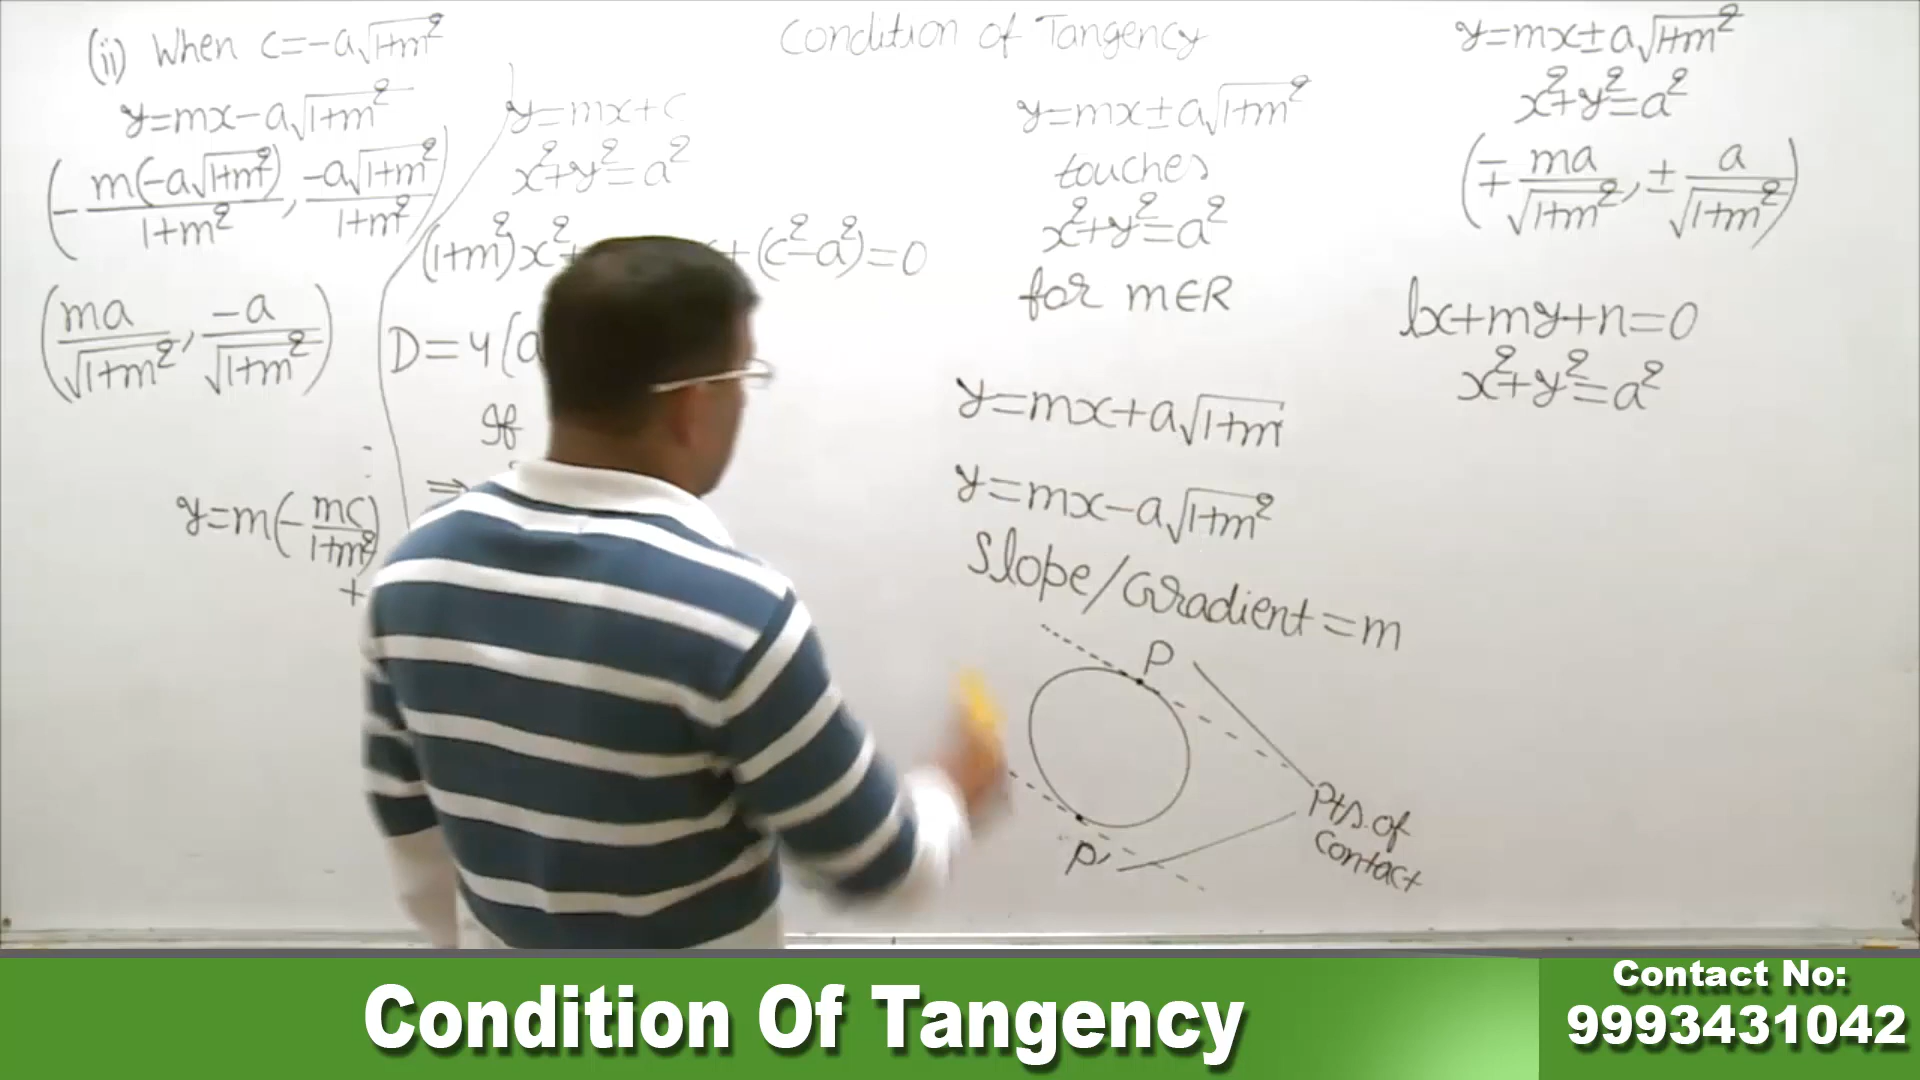 (ii) When c=-a√1+m²
y=mx-a√1+m²
(-m(-a√1+m²)/1+m², -a√1+m²/1+m²)
(ma/√1+m², -a/√1+m²)
y=m(-mc/1+m²)
+
Condition of Tangency
y=mx+c
x²+y²=a²
(1+m²)x²+ +(c²-a²)=0
D=4(a
If
⇒
y=mx±a√1+m²
touches
x²+y²=a²
for m∈R
y=mx+a√1+m
y=mx-a√1+m²
Slope/Gradient=m
P
P'
Pts. of
Contact
y=mx±a√1+m²
x²+y²=a²
(∓ma/√1+m², ±a/√1+m²)
lx+my+n=0
x²+y²=a²
Condition Of Tangency
Contact No:
9993431042